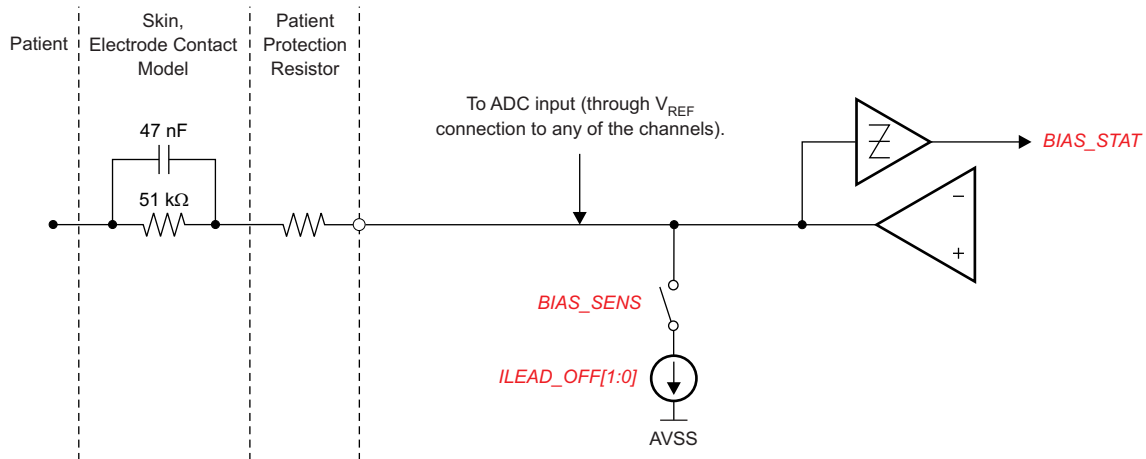 Patient
Skin,
Electrode Contact
Model
Patient
Protection
Resistor
47 nF
51 kΩ
To ADC input (through VREF
connection to any of the channels).
BIAS_STAT
−
+
BIAS_SENS
ILEAD_OFF[1:0]
AVSS